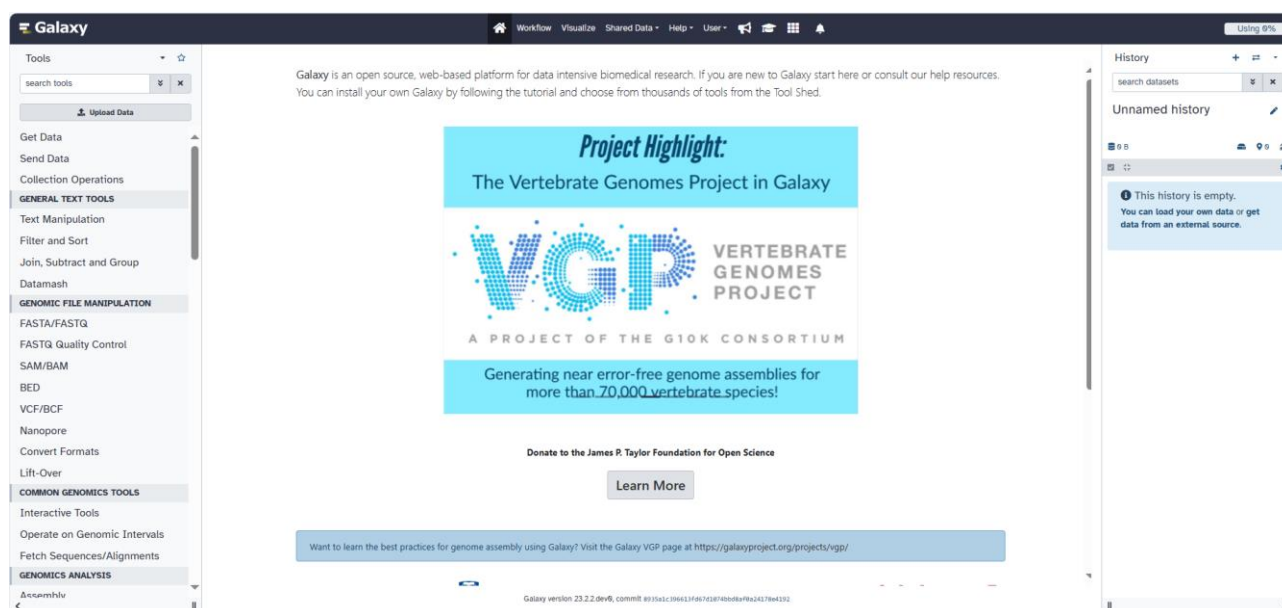 Galaxy
Workflow Visualize Shared Data Help User
Using 0%
Tools
search tools
Upload Data
Get Data
Send Data
Collection Operations
GENERAL TEXT TOOLS
Text Manipulation
Filter and Sort
Join, Subtract and Group
Datamash
GENOMIC FILE MANIPULATION
FASTA/FASTQ
FASTQ Quality Control
SAM/BAM
BED
VCF/BCF
Nanopore
Convert Formats
Lift-Over
COMMON GENOMICS TOOLS
Interactive Tools
Operate on Genomic Intervals
Fetch Sequences/Alignments
GENOMICS ANALYSIS
Assembly
Galaxy is an open source, web-based platform for data intensive biomedical research. If you are new to Galaxy start here or consult our help resources.
You can install your own Galaxy by following the tutorial and choose from thousands of tools from the Tool Shed.
Project Highlight:
The Vertebrate Genomes Project in Galaxy
VGP
VERTEBRATE
GENOMES
PROJECT
A PROJECT OF THE G10K CONSORTIUM
Generating near error-free genome assemblies for
more than 70,000 vertebrate species!
Donate to the James P. Taylor Foundation for Open Science
Learn More
Want to learn the best practices for genome assembly using Galaxy? Visit the Galaxy VGP page at https://galaxyproject.org/projects/vgp/
Galaxy version 23.2.2.dev0, commit
History
search datasets
Unnamed history
0 B
0
This history is empty.
You can load your own data or get
data from an external source.